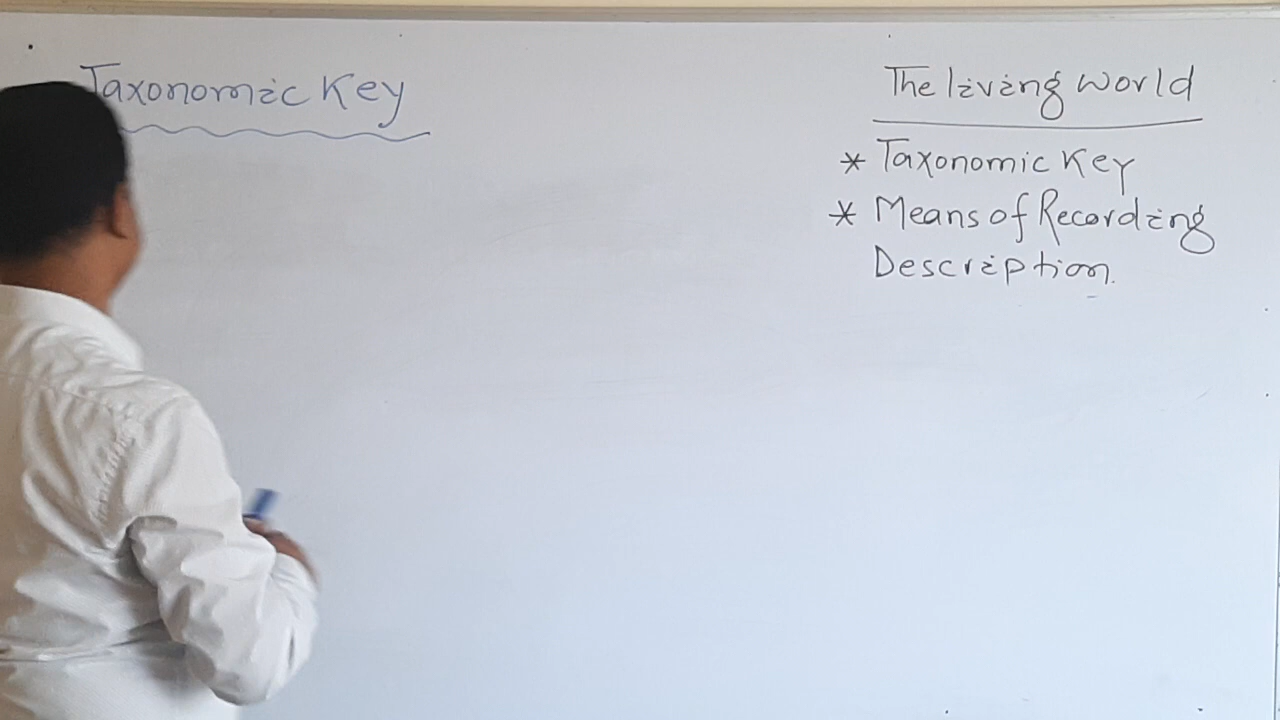 Taxonomic Key
The living world
* Taxonomic Key
* Means of Recording
Description.